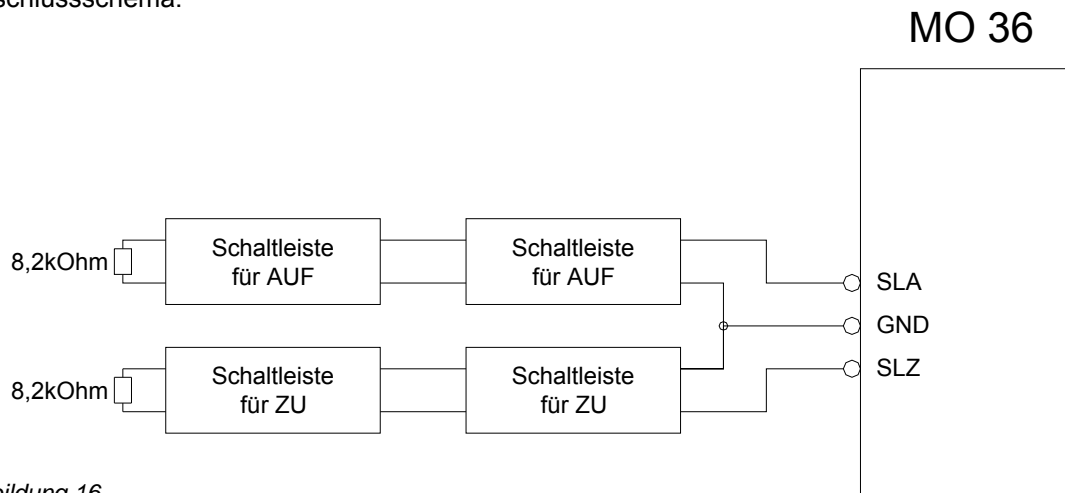 MO 36
8,2kOhm
Schaltleiste
für AUF
Schaltleiste
für AUF
SLA
GND
SLZ
8,2kOhm
Schaltleiste
für ZU
Schaltleiste
für ZU